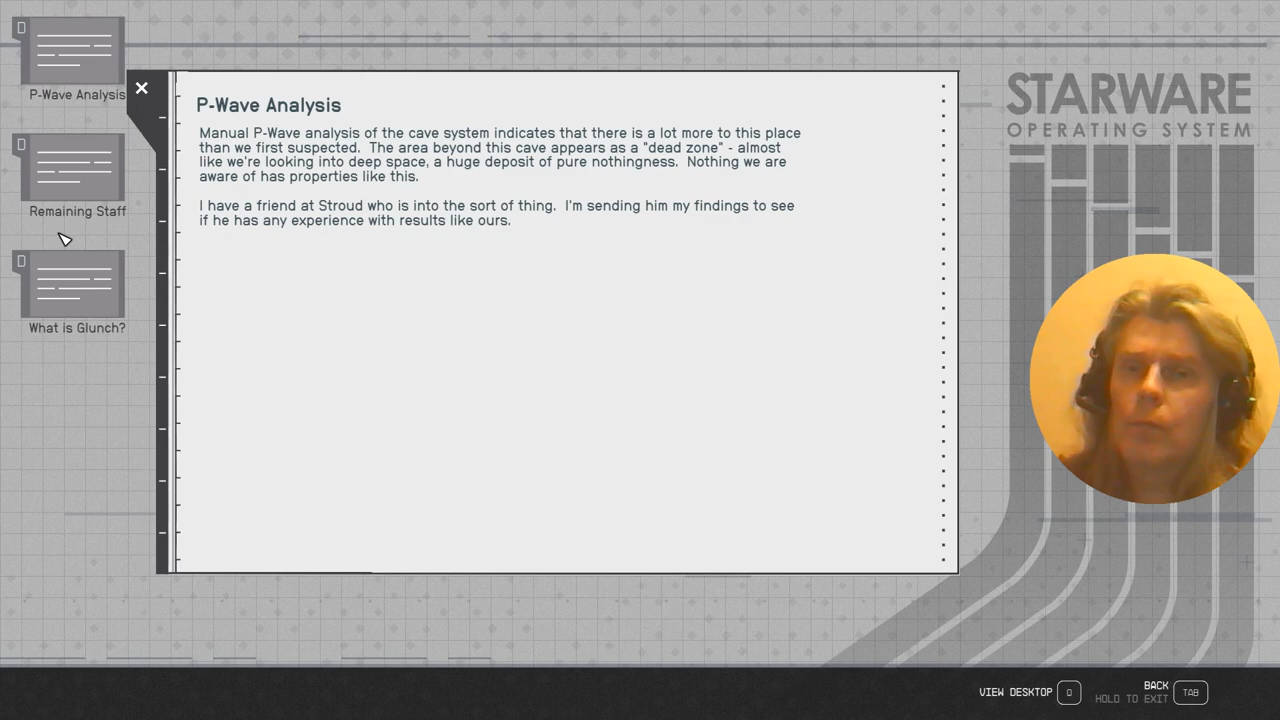 P-Wave Analysis
Remaining Staff
What is Glunch?
P-Wave Analysis
Manual P-Wave analysis of the cave system indicates that there is a lot more to this place
than we first suspected.  The area beyond this cave appears as a "dead zone" - almost
like we're looking into deep space, a huge deposit of pure nothingness.  Nothing we are
aware of has properties like this.
I have a friend at Stroud who is into the sort of thing.  I'm sending him my findings to see
if he has any experience with results like ours.
STARWARE
OPERATING SYSTEM
VIEW DESKTOP Q
BACK
HOLD TO EXIT TAB